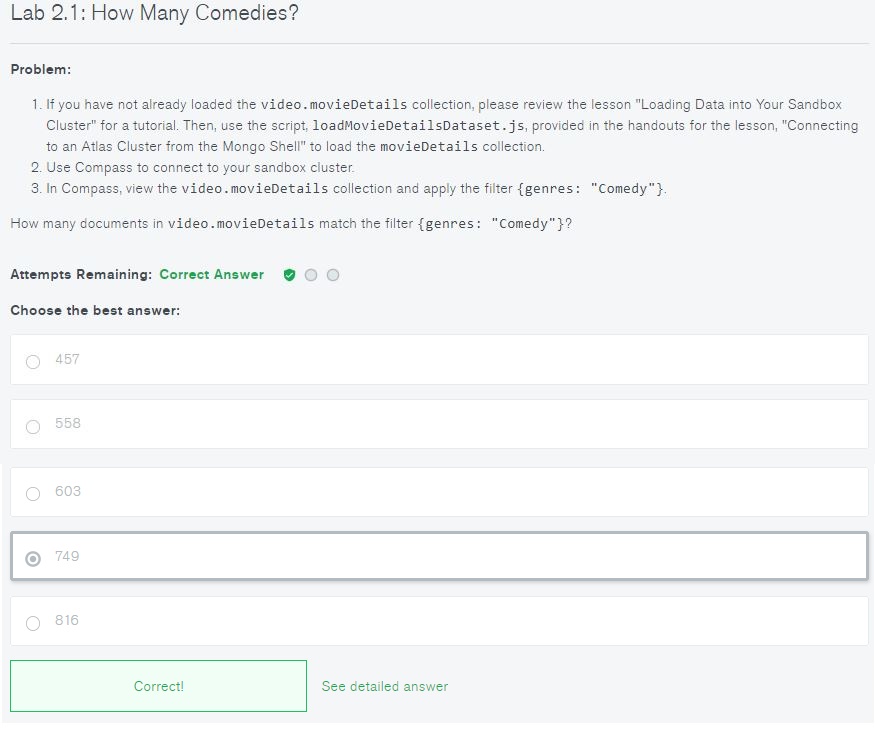 Lab 2.1: How Many Comedies?
Problem:
1. If you have not already loaded the video.movieDetails collection, please review the lesson "Loading Data into Your Sandbox
Cluster" for a tutorial. Then, use the script, loadMovieDetailsDataset.js, provided in the handouts for the lesson, "Connecting
to an Atlas Cluster from the Mongo Shell" to load the movieDetails collection.
2. Use Compass to connect to your sandbox cluster.
3. In Compass, view the video.movieDetails collection and apply the filter {genres: "Comedy"}.
How many documents in video.movieDetails match the filter {genres: "Comedy"}?
Attempts Remaining: Correct Answer
Choose the best answer:
457
558
603
749
816
Correct! See detailed answer